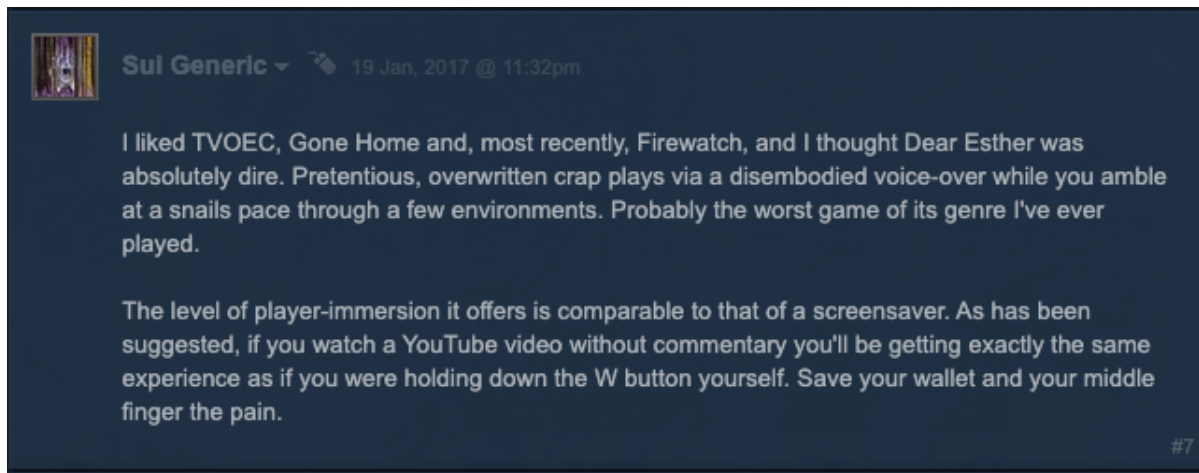 Sui Generic
19 Jan, 2017 @ 11:32pm
I liked TVOEC, Gone Home and, most recently, Firewatch, and I thought Dear Esther was
absolutely dire. Pretentious, overwritten crap plays via a disembodied voice-over while you amble
at a snails pace through a few environments. Probably the worst game of its genre I've ever
played.
The level of player-immersion it offers is comparable to that of a screensaver. As has been
suggested, if you watch a YouTube video without commentary you'll be getting exactly the same
experience as if you were holding down the W button yourself. Save your wallet and your middle
finger the pain.
#7